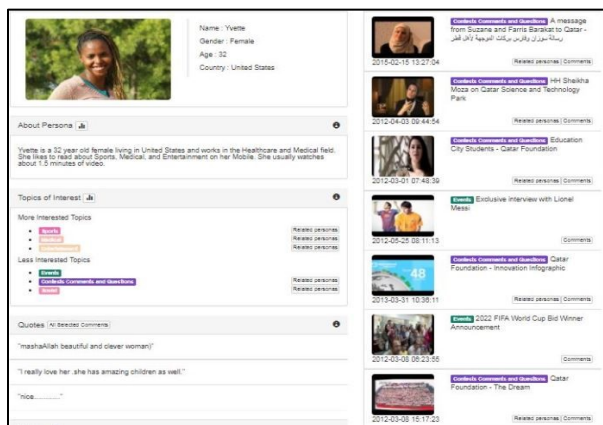 Name : Yvette
Gender : Female
Age : 32
Country : United States
About Persona
Yvette is a 32 year old female living in United States and works in the Healthcare and Medical field.
She likes to read about Sports, Medical, and Entertainment on her Mobile. She usually watches
about 1.5 minutes of video.
Topics of Interest
More Interested Topics
Sports Related personas
Medical Related personas
Entertainment Related personas
Less Interested Topics
Events Related personas
Contests Comments and Questions Related personas
Related personas
Quotes All Selected Comments
"mashaAllah beautiful and clever woman)"
"I really love her .she has amazing children as well."
"nice............"
Contests Comments and Questions A message
from Suzane and Farris Barakat to Qatar -
رسالة سوزان وفارس بركات الموجهة لأهل قطر
2015-02-15 13:27:04 Related personas Comments
Contests Comments and Questions HH Sheikha
Moza on Qatar Science and Technology
Park
2012-04-03 09:44:54 Related personas Comments
Contests Comments and Questions Education
City Students - Qatar Foundation
2012-03-01 07:48:39 Related personas Comments
Events Exclusive Interview with Lionel
Messi
2012-05-25 08:11:13 Comments
Contests Comments and Questions Qatar
Foundation - Innovation Infographic
48
2013-03-31 10:36:11 Related personas Comments
Events 2022 FIFA World Cup Bid Winner
Announcement
2012-03-08 06:23:55 Comments
Contests Comments and Questions Qatar
Foundation - The Dream
2012-03-08 15:17:23 Related personas Comments